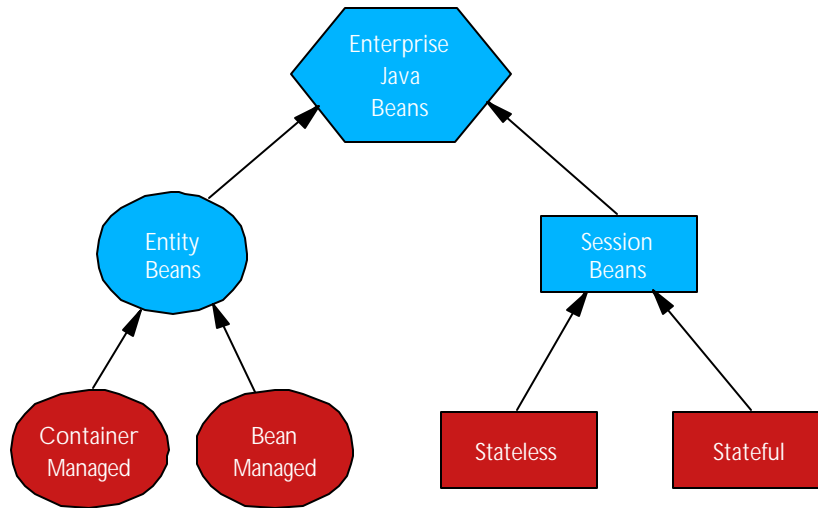 Enterprise
Java
Beans
Entity
Beans
Session
Beans
Container
Managed
Bean
Managed
Stateless
Stateful